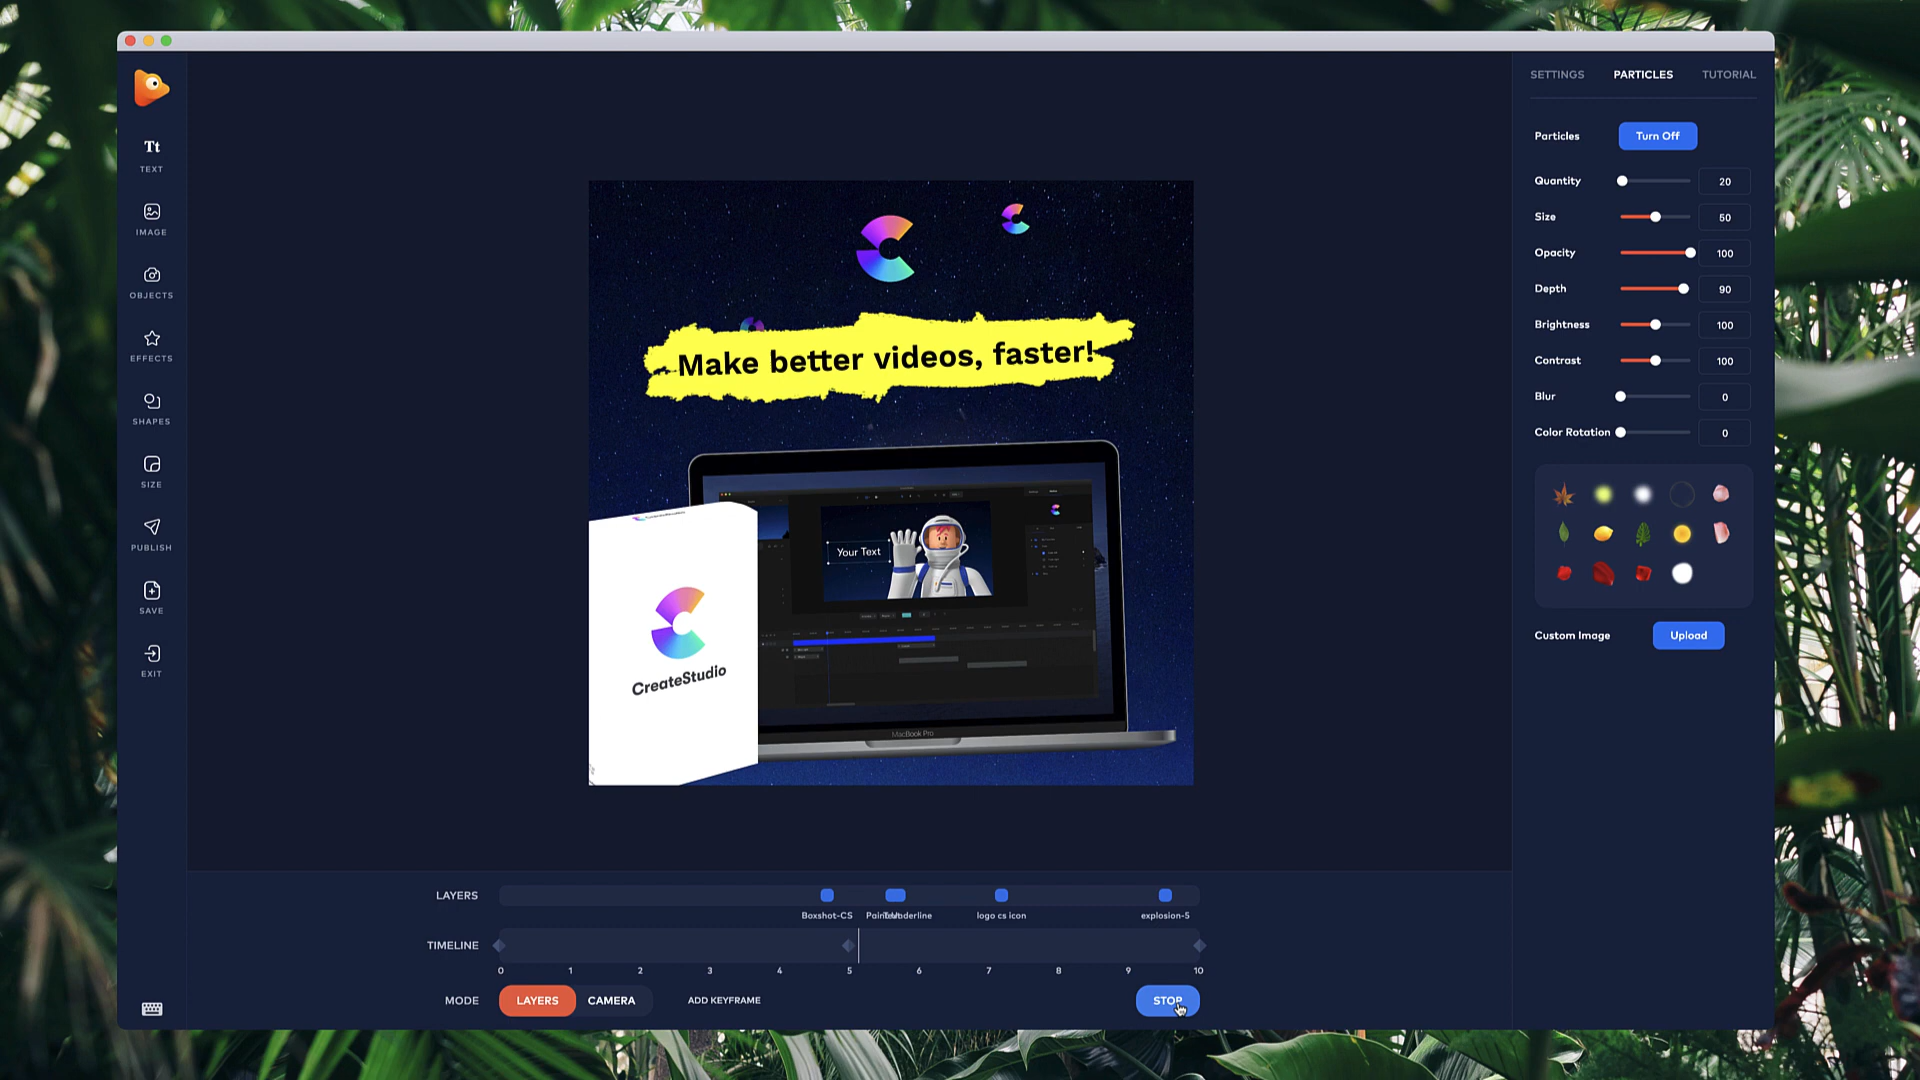 SETTINGS PARTICLES TUTORIAL
Tt
TEXT
IMAGE
OBJECTS
EFFECTS
SHAPES
SIZE
PUBLISH
SAVE
EXIT
Particles Turn Off
Quantity 20
Size 50
Opacity 100
Depth 90
Brightness 100
Contrast 100
Blur 0
Color Rotation 0
Custom Image Upload
Make better videos, faster!
Your Text
CreateStudio
MacBook Pro
LAYERS
Boxshot-CS logo cs icon explosion-5
TIMELINE
0 1 2 3 4 5 6 7 8 9 10
MODE LAYERS CAMERA ADD KEYFRAME STOP